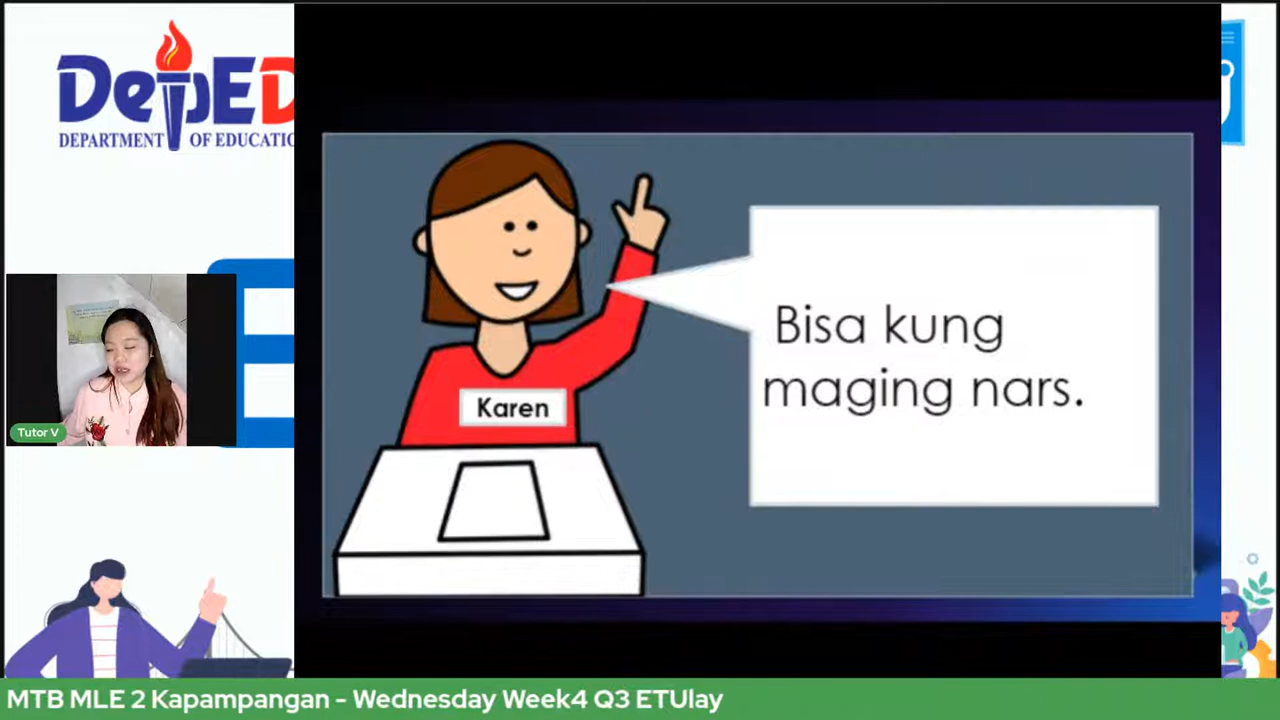 DepED
DEPARTMENT OF EDUCATIO
Bisa kung
maging nars.
Karen
Tutor V
MTB MLE 2 Kapampangan - Wednesday Week4 Q3 ETUlay